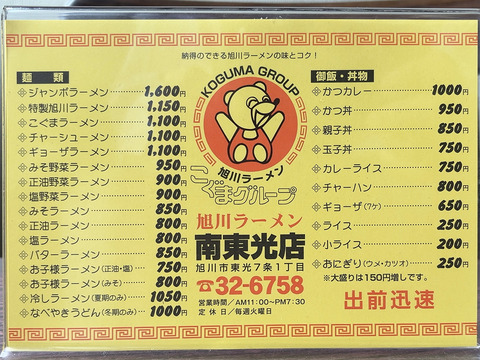 納得のできる旭川ラーメンの味とコク！
麺類
ジャンボラーメン 1,600円
特製旭川ラーメン 1,150円
こぐまラーメン 1,100円
チャーシューメン 1,100円
ギョーザラーメン 1,100円
みそ野菜ラーメン 950円
正油野菜ラーメン 900円
塩野菜ラーメン 900円
みそラーメン 850円
正油ラーメン 800円
塩ラーメン 800円
バターラーメン 850円
お子様ラーメン(正油・塩) 750円
お子様ラーメン(みそ) 800円
冷しラーメン(夏期のみ) 1050円
なべやきうどん(冬期のみ) 1000円
KOGUMA GROUP
旭川ラーメン
こぐまグループ
旭川ラーメン
南東光店
旭川市東光7条1丁目
☎32-6758
営業時間/AM11:00〜PM7:30
定休日/毎週火曜日
御飯・丼物
かつカレー 1000円
かつ丼 950円
親子丼 850円
玉子丼 750円
カレーライス 750円
チャーハン 800円
ギョーザ(7ケ) 650円
ライス 250円
小ライス 200円
おにぎり(ウメ・カツオ) 250円
※大盛りは150円増しです。
出前迅速